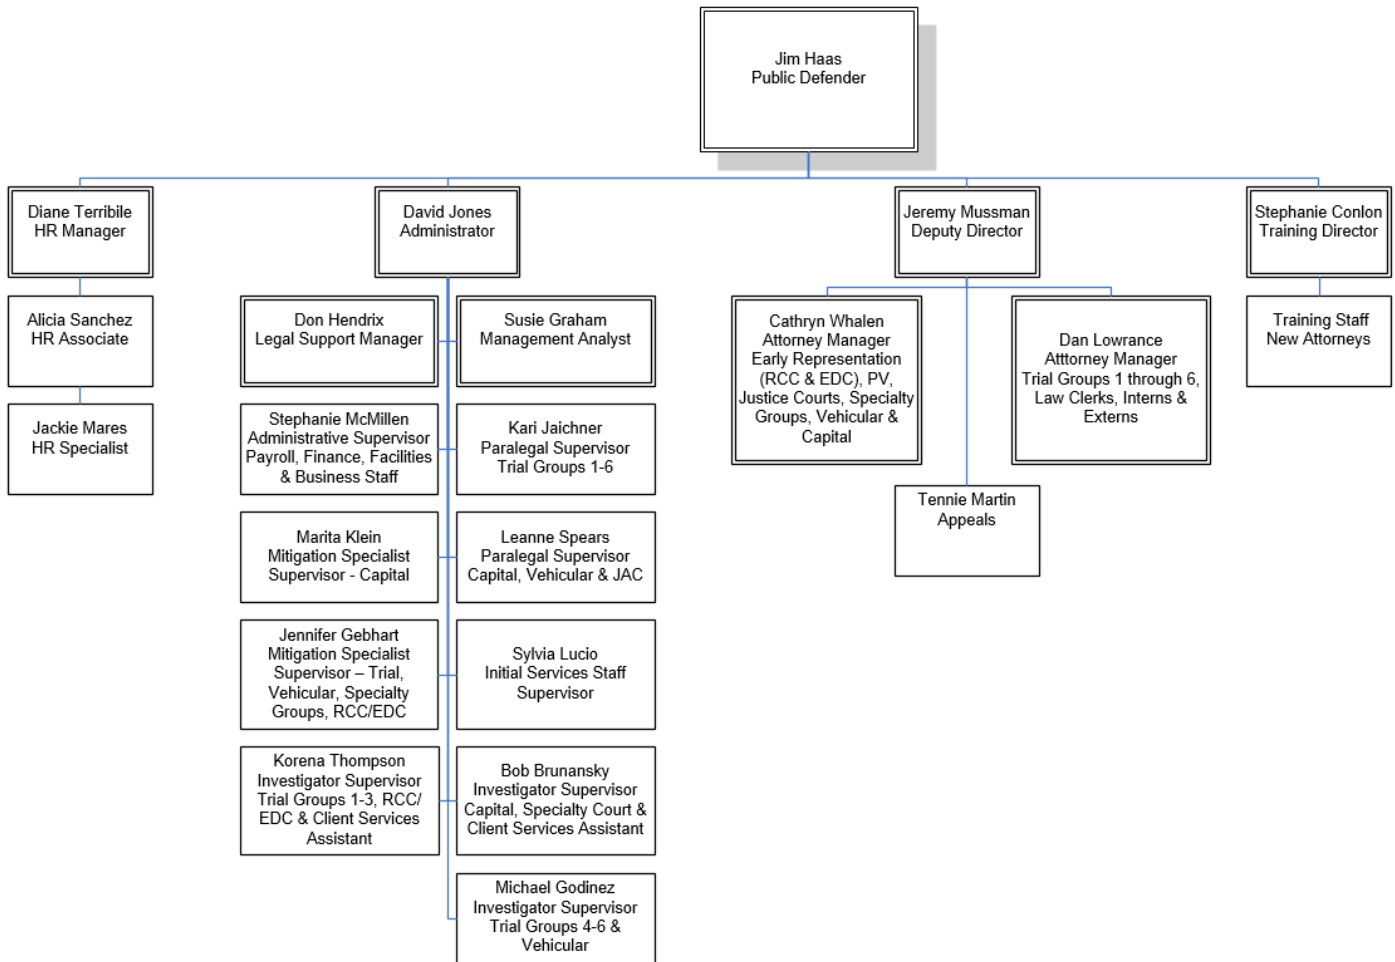 Jim Haas
Public Defender
Diane Terribile
HR Manager
David Jones
Administrator
Jeremy Mussman
Deputy Director
Stephanie Conlon
Training Director
Alicia Sanchez
HR Associate
Jackie Mares
HR Specialist
Don Hendrix
Legal Support Manager
Susie Graham
Management Analyst
Stephanie McMillen
Administrative Supervisor
Payroll, Finance, Facilities
& Business Staff
Kari Jaichner
Paralegal Supervisor
Trial Groups 1-6
Marita Klein
Mitigation Specialist
Supervisor - Capital
Leanne Spears
Paralegal Supervisor
Capital, Vehicular & JAC
Jennifer Gebhart
Mitigation Specialist
Supervisor – Trial,
Vehicular, Specialty
Groups, RCC/EDC
Sylvia Lucio
Initial Services Staff
Supervisor
Korena Thompson
Investigator Supervisor
Trial Groups 1-3, RCC/
EDC & Client Services
Assistant
Bob Brunansky
Investigator Supervisor
Capital, Specialty Court &
Client Services Assistant
Michael Godinez
Investigator Supervisor
Trial Groups 4-6 &
Vehicular
Cathryn Whalen
Attorney Manager
Early Representation
(RCC & EDC), PV,
Justice Courts, Specialty
Groups, Vehicular &
Capital
Dan Lowrance
Atttorney Manager
Trial Groups 1 through 6,
Law Clerks, Interns &
Externs
Tennie Martin
Appeals
Training Staff
New Attorneys